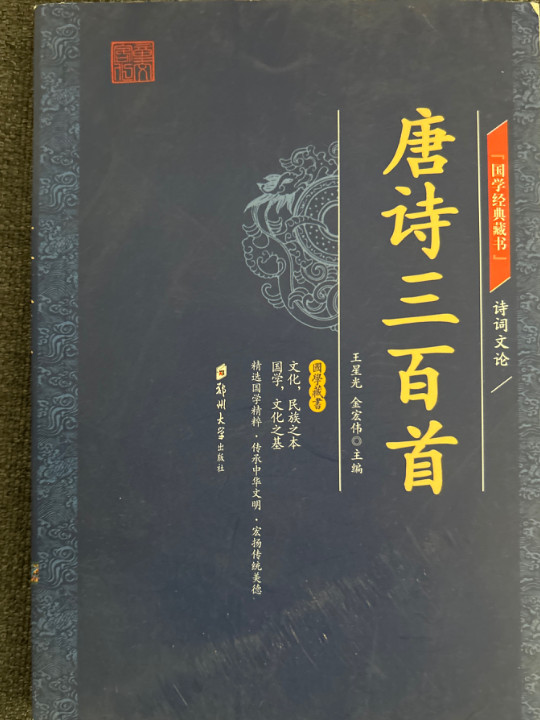 『国学经典藏书』
诗词文论
唐诗三百首
王星光 金宏伟◎主编
國學藏書
文化，民族之本
国学，文化之基
精选国学精粹·传承中华文明·宏扬传统美德
郑州大学出版社